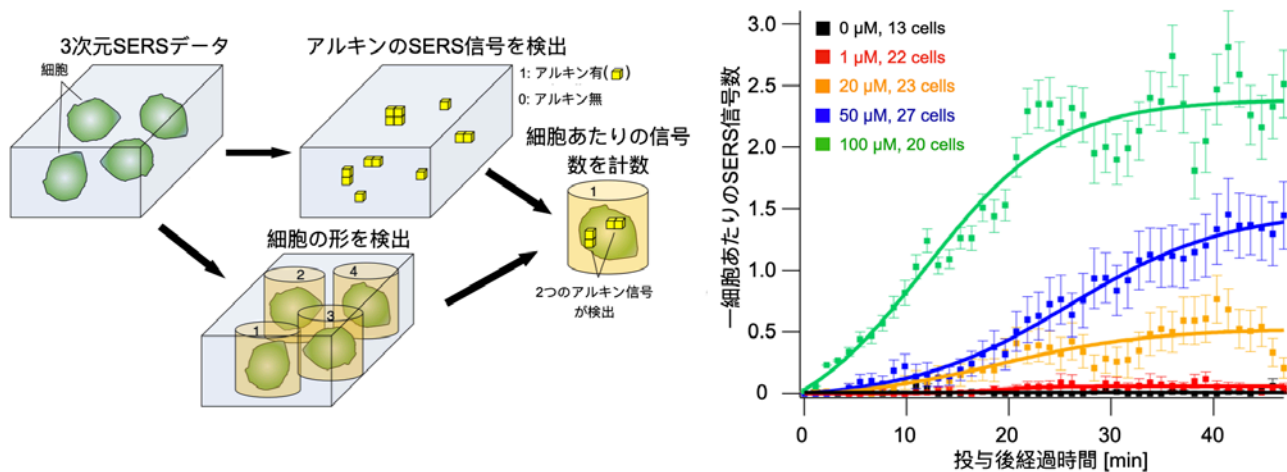 3次元SERSデータ
細胞
アルキンのSERS信号を検出
1: アルキン有( )
0: アルキン無
細胞あたりの信号
数を計数
1
2つのアルキン信号
が検出
細胞の形を検出
2
4
3
1
一細胞あたりのSERS信号数
3.0
2.5
2.0
1.5
1.0
0.5
0
0 µM, 13 cells
1 µM, 22 cells
20 µM, 23 cells
50 µM, 27 cells
100 µM, 20 cells
0
10
20
30
40
投与後経過時間 [min]